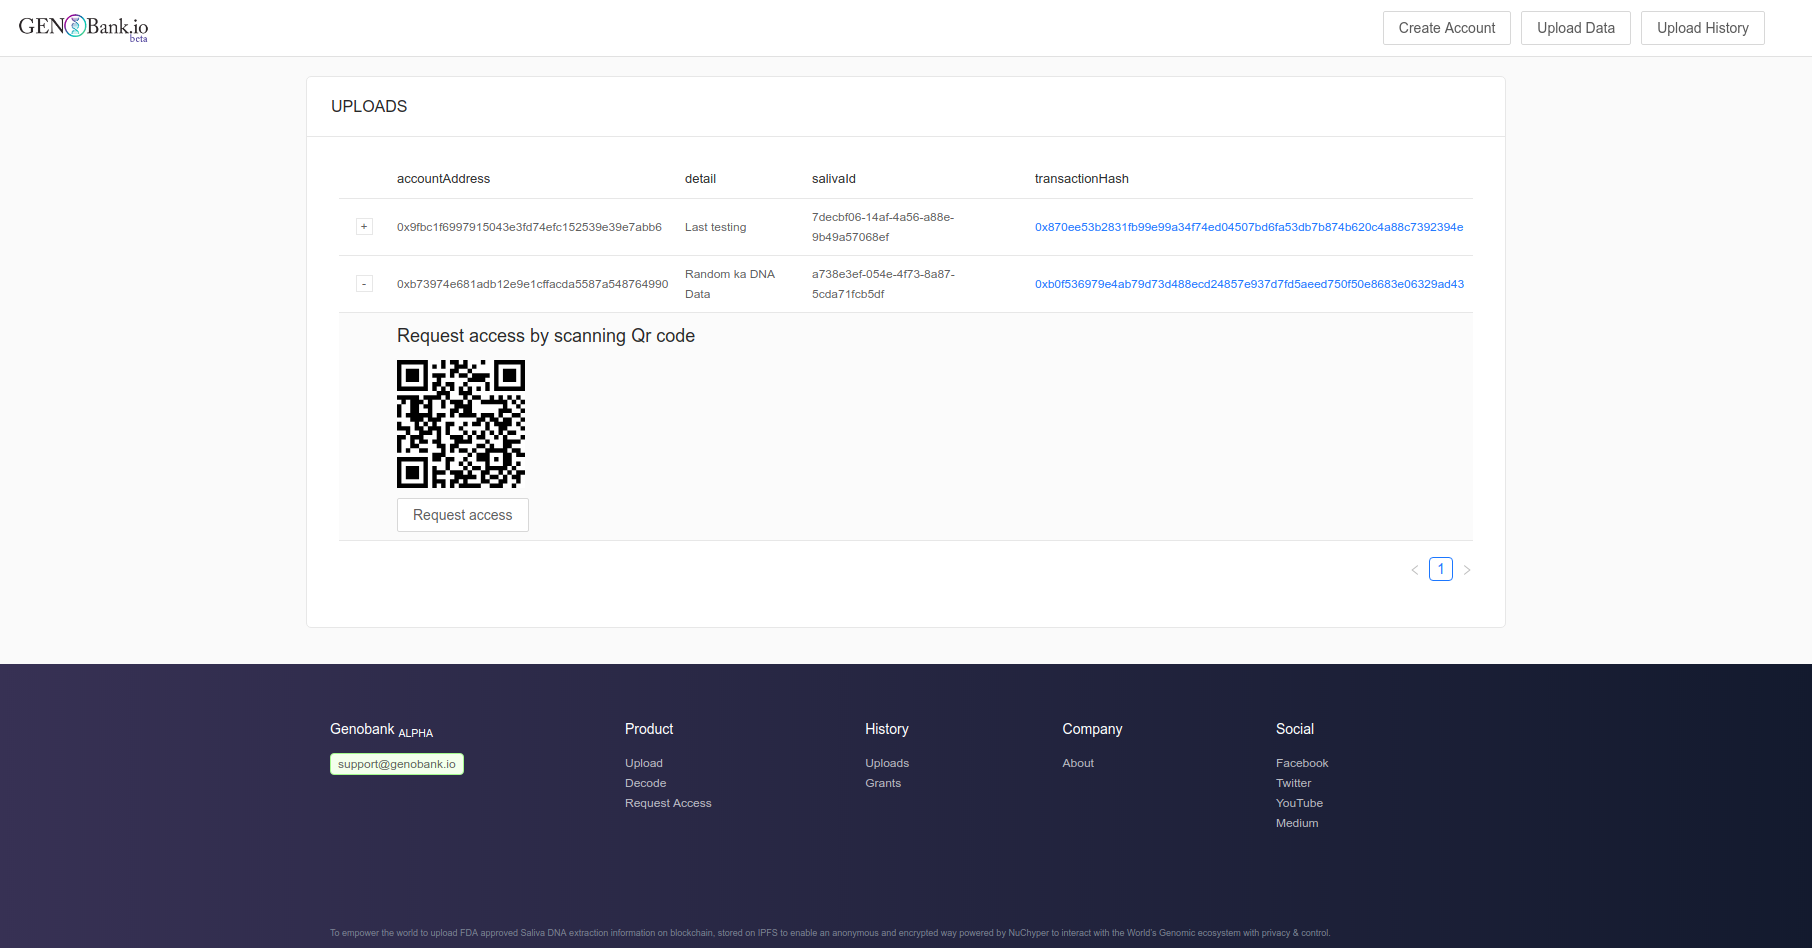 GENOBank.io
beta
Create Account
Upload Data
Upload History
UPLOADS
accountAddress detail salivaId transactionHash
+ 0x9fbc1f6997915043e3fd74efc152539e39e7abb6 Last testing 7decbf06-14af-4a56-a88e-
9b49a57068ef 0x870ee53b2831fb99e99a34f74ed04507bd6fa53db7b874b620c4a88c7392394e
- 0xb73974e681adb12e9e1cffacda5587a548764990 Random ka DNA
Data a738e3ef-054e-4f73-8a87-
5cda71fcb5df 0xb0f536979e4ab79d73d488ecd24857e937d7fd5aeed750f50e8683e06329ad43
Request access by scanning Qr code
Request access
< 1 >
Genobank ALPHA
support@genobank.io
Product
Upload
Decode
Request Access
History
Uploads
Grants
Company
About
Social
Facebook
Twitter
YouTube
Medium
To empower the world to upload FDA approved Saliva DNA extraction information on blockchain, stored on IPFS to enable an anonymous and encrypted way powered by NuChyper to interact with the World's Genomic ecosystem with privacy & control.